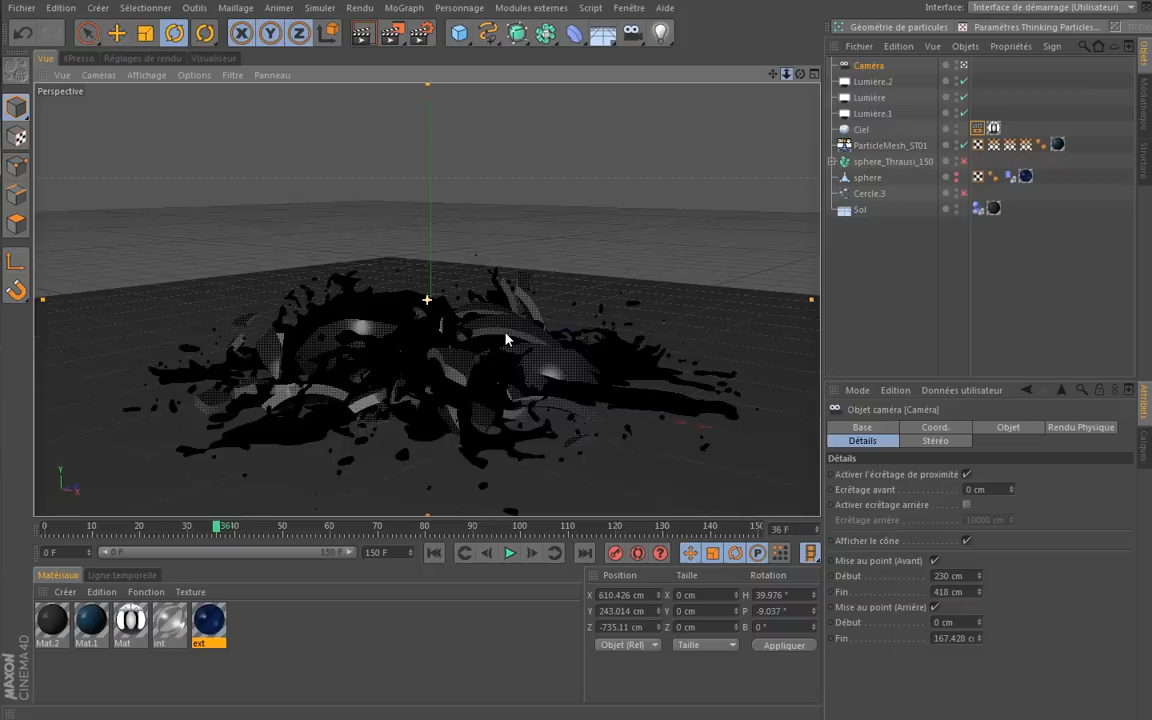 Fichier Edition Créer Sélectionner Outils Maillage Animer Simuler Rendu MoGraph Personnage Modules externes Script Fenêtre Aide Interface: Interface de démarrage (Utilisateur)
Géométrie de particules Paramètres Thinking Particles...
Vue XPresso Réglages de rendu Visualiseur
Fichier Edition Vue Objets Propriétés Sign
Vue Caméras Affichage Options Filtre Panneau
Perspective
Caméra
Lumière.2
Lumière
Lumière.1
Ciel
ParticleMesh_ST01
sphere_Thrausi_150
sphere
Cercle.3
Sol
Objets
Médiathèque
Structure
Mode Edition Données utilisateur
Objet caméra [Caméra]
Base Coord. Objet Rendu Physique
Détails Stéréo
Détails
Activer l'écrêtage de proximité
Ecrêtage avant 0 cm
Activer ecrêtage arrière
Ecrêtage arrière 10000 cm
Afficher le cône
Mise au point (Avant)
Début 230 cm
Fin 418 cm
Mise au point (Arrière)
Début 0 cm
Fin 167.428 c
Attributs
Calques
Y
X
0 10 20 30 36 40 50 60 70 80 90 100 110 120 130 140 150 36 F
0 F 0 F 150 F 150 F
Matériaux Ligne temporelle
Créer Edition Fonction Texture
Mat.2 Mat.1 Mat int ext
Position Taille Rotation
X 610.426 cm X 0 cm H 39.976 °
Y 243.014 cm Y 0 cm P -9.037 °
Z -735.11 cm Z 0 cm B 0 °
Objet (Rel) Taille Appliquer
MAXON
CINEMA 4D